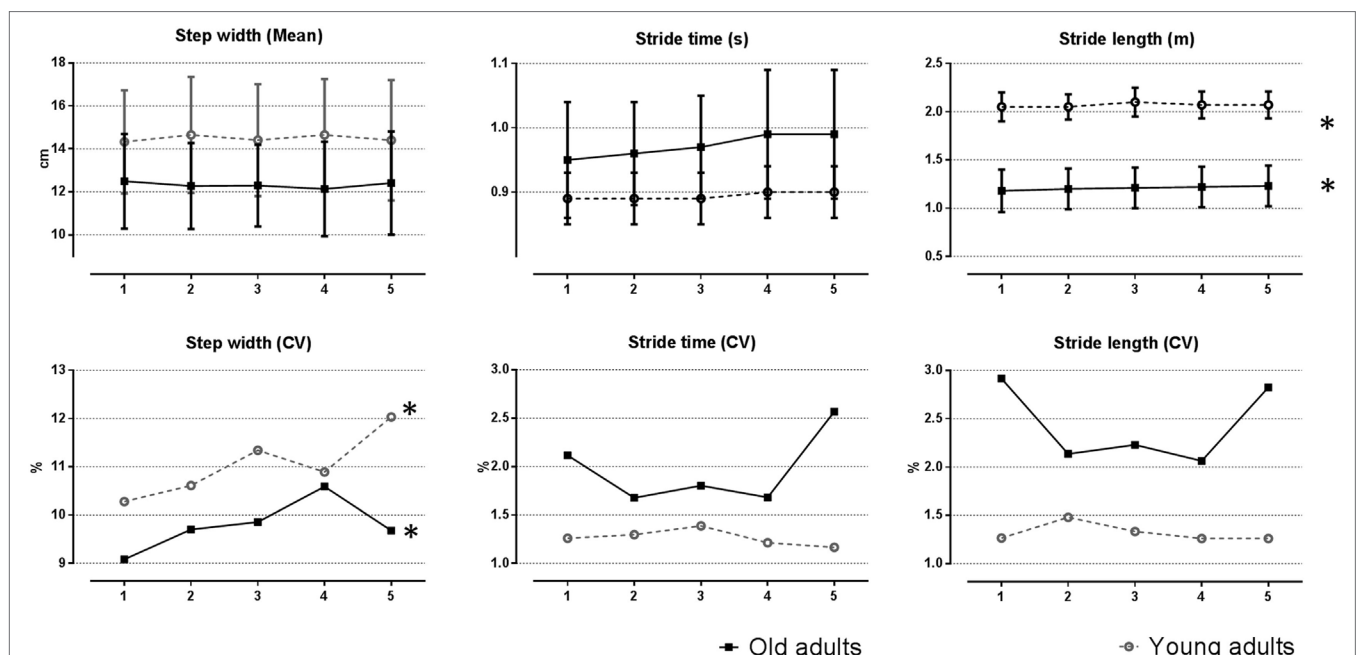 Step width (Mean)
18
16
14
12
10
cm
1 2 3 4 5
Stride time (s)
1.1
1.0
0.9
1 2 3 4 5
Stride length (m)
2.5
2.0
1.5
1.0
0.5
*
*
1 2 3 4 5
Step width (CV)
13
12
11
10
9
%
*
*
1 2 3 4 5
Stride time (CV)
3.0
2.5
2.0
1.5
1.0
%
1 2 3 4 5
Stride length (CV)
3.0
2.5
2.0
1.5
1.0
%
1 2 3 4 5
Old adults
Young adults